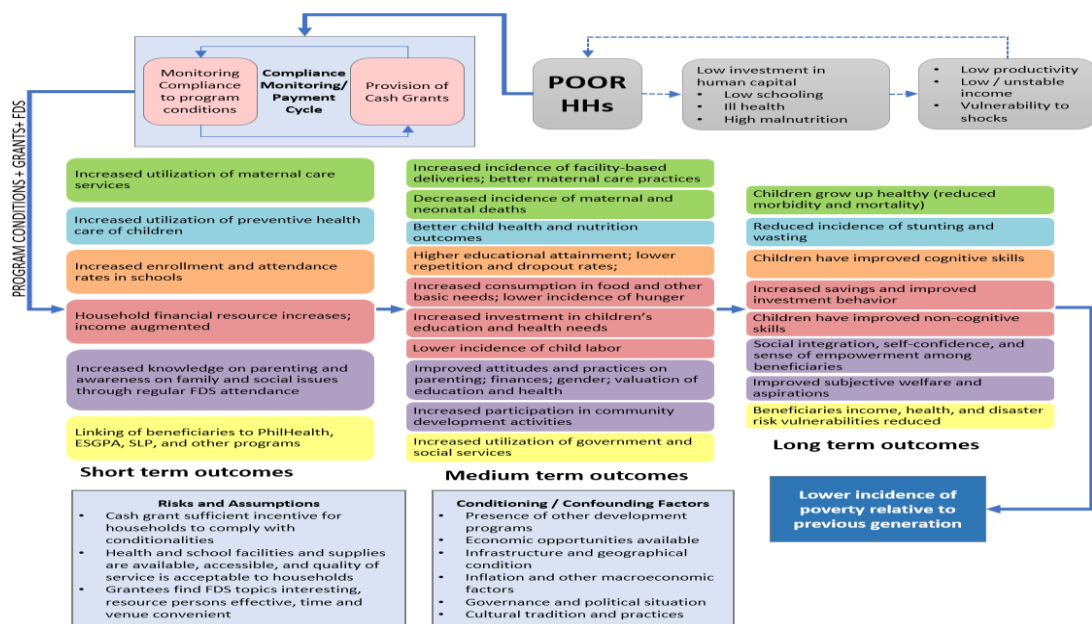 Monitoring
Compliance
to program
conditions
Compliance
Monitoring/
Payment
Cycle
Provision of
Cash Grants
POOR
HHs
Low investment in
human capital
• Low schooling
• Ill health
• High malnutrition
• Low productivity
• Low / unstable
income
• Vulnerability to
shocks
PROGRAM CONDITIONS + GRANTS+ FDS
Increased utilization of maternal care
services
Increased utilization of preventive health
care of children
Increased enrollment and attendance
rates in schools
Household financial resource increases;
income augmented
Increased knowledge on parenting and
awareness on family and social issues
through regular FDS attendance
Linking of beneficiaries to PhilHealth,
ESGPA, SLP, and other programs
Short term outcomes
Increased incidence of facility-based
deliveries; better maternal care practices
Decreased incidence of maternal and
neonatal deaths
Better child health and nutrition
outcomes
Higher educational attainment; lower
repetition and dropout rates;
Increased consumption in food and other
basic needs; lower incidence of hunger
Increased investment in children's
education and health needs
Lower incidence of child labor
Improved attitudes and practices on
parenting; finances; gender; valuation of
education and health
Increased participation in community
development activities
Increased utilization of government and
social services
Medium term outcomes
Children grow up healthy (reduced
morbidity and mortality)
Reduced incidence of stunting and
wasting
Children have improved cognitive skills
Increased savings and improved
investment behavior
Children have improved non-cognitive
skills
Social integration, self-confidence, and
sense of empowerment among
beneficiaries
Improved subjective welfare and
aspirations
Beneficiaries income, health, and disaster
risk vulnerabilities reduced
Long term outcomes
Risks and Assumptions
• Cash grant sufficient incentive for
households to comply with
conditionalities
• Health and school facilities and supplies
are available, accessible, and quality of
service is acceptable to households
• Grantees find FDS topics interesting,
resource persons effective, time and
venue convenient
Conditioning / Confounding Factors
• Presence of other development
programs
• Economic opportunities available
• Infrastructure and geographical
condition
• Inflation and other macroeconomic
factors
• Governance and political situation
• Cultural tradition and practices
Lower incidence of
poverty relative to
previous generation